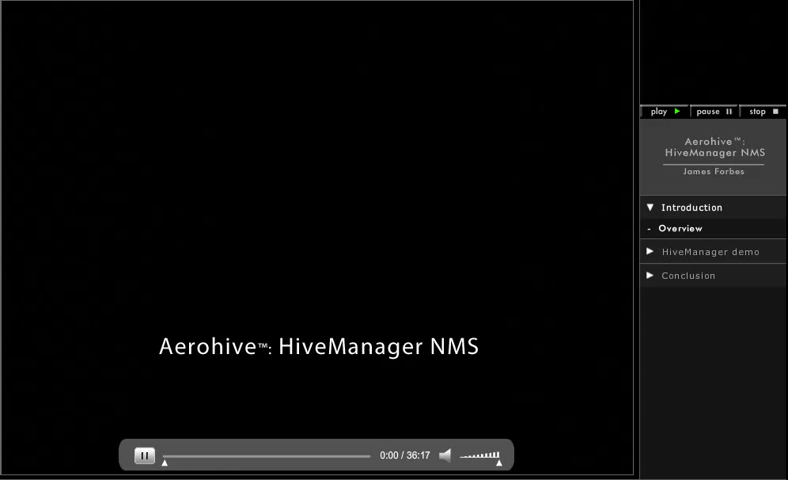 Aerohive™: HiveManager NMS
0:00 / 36:17
play
pause
stop
Aerohive™:
HiveManager NMS
James Forbes
Introduction
- Overview
HiveManager demo
Conclusion